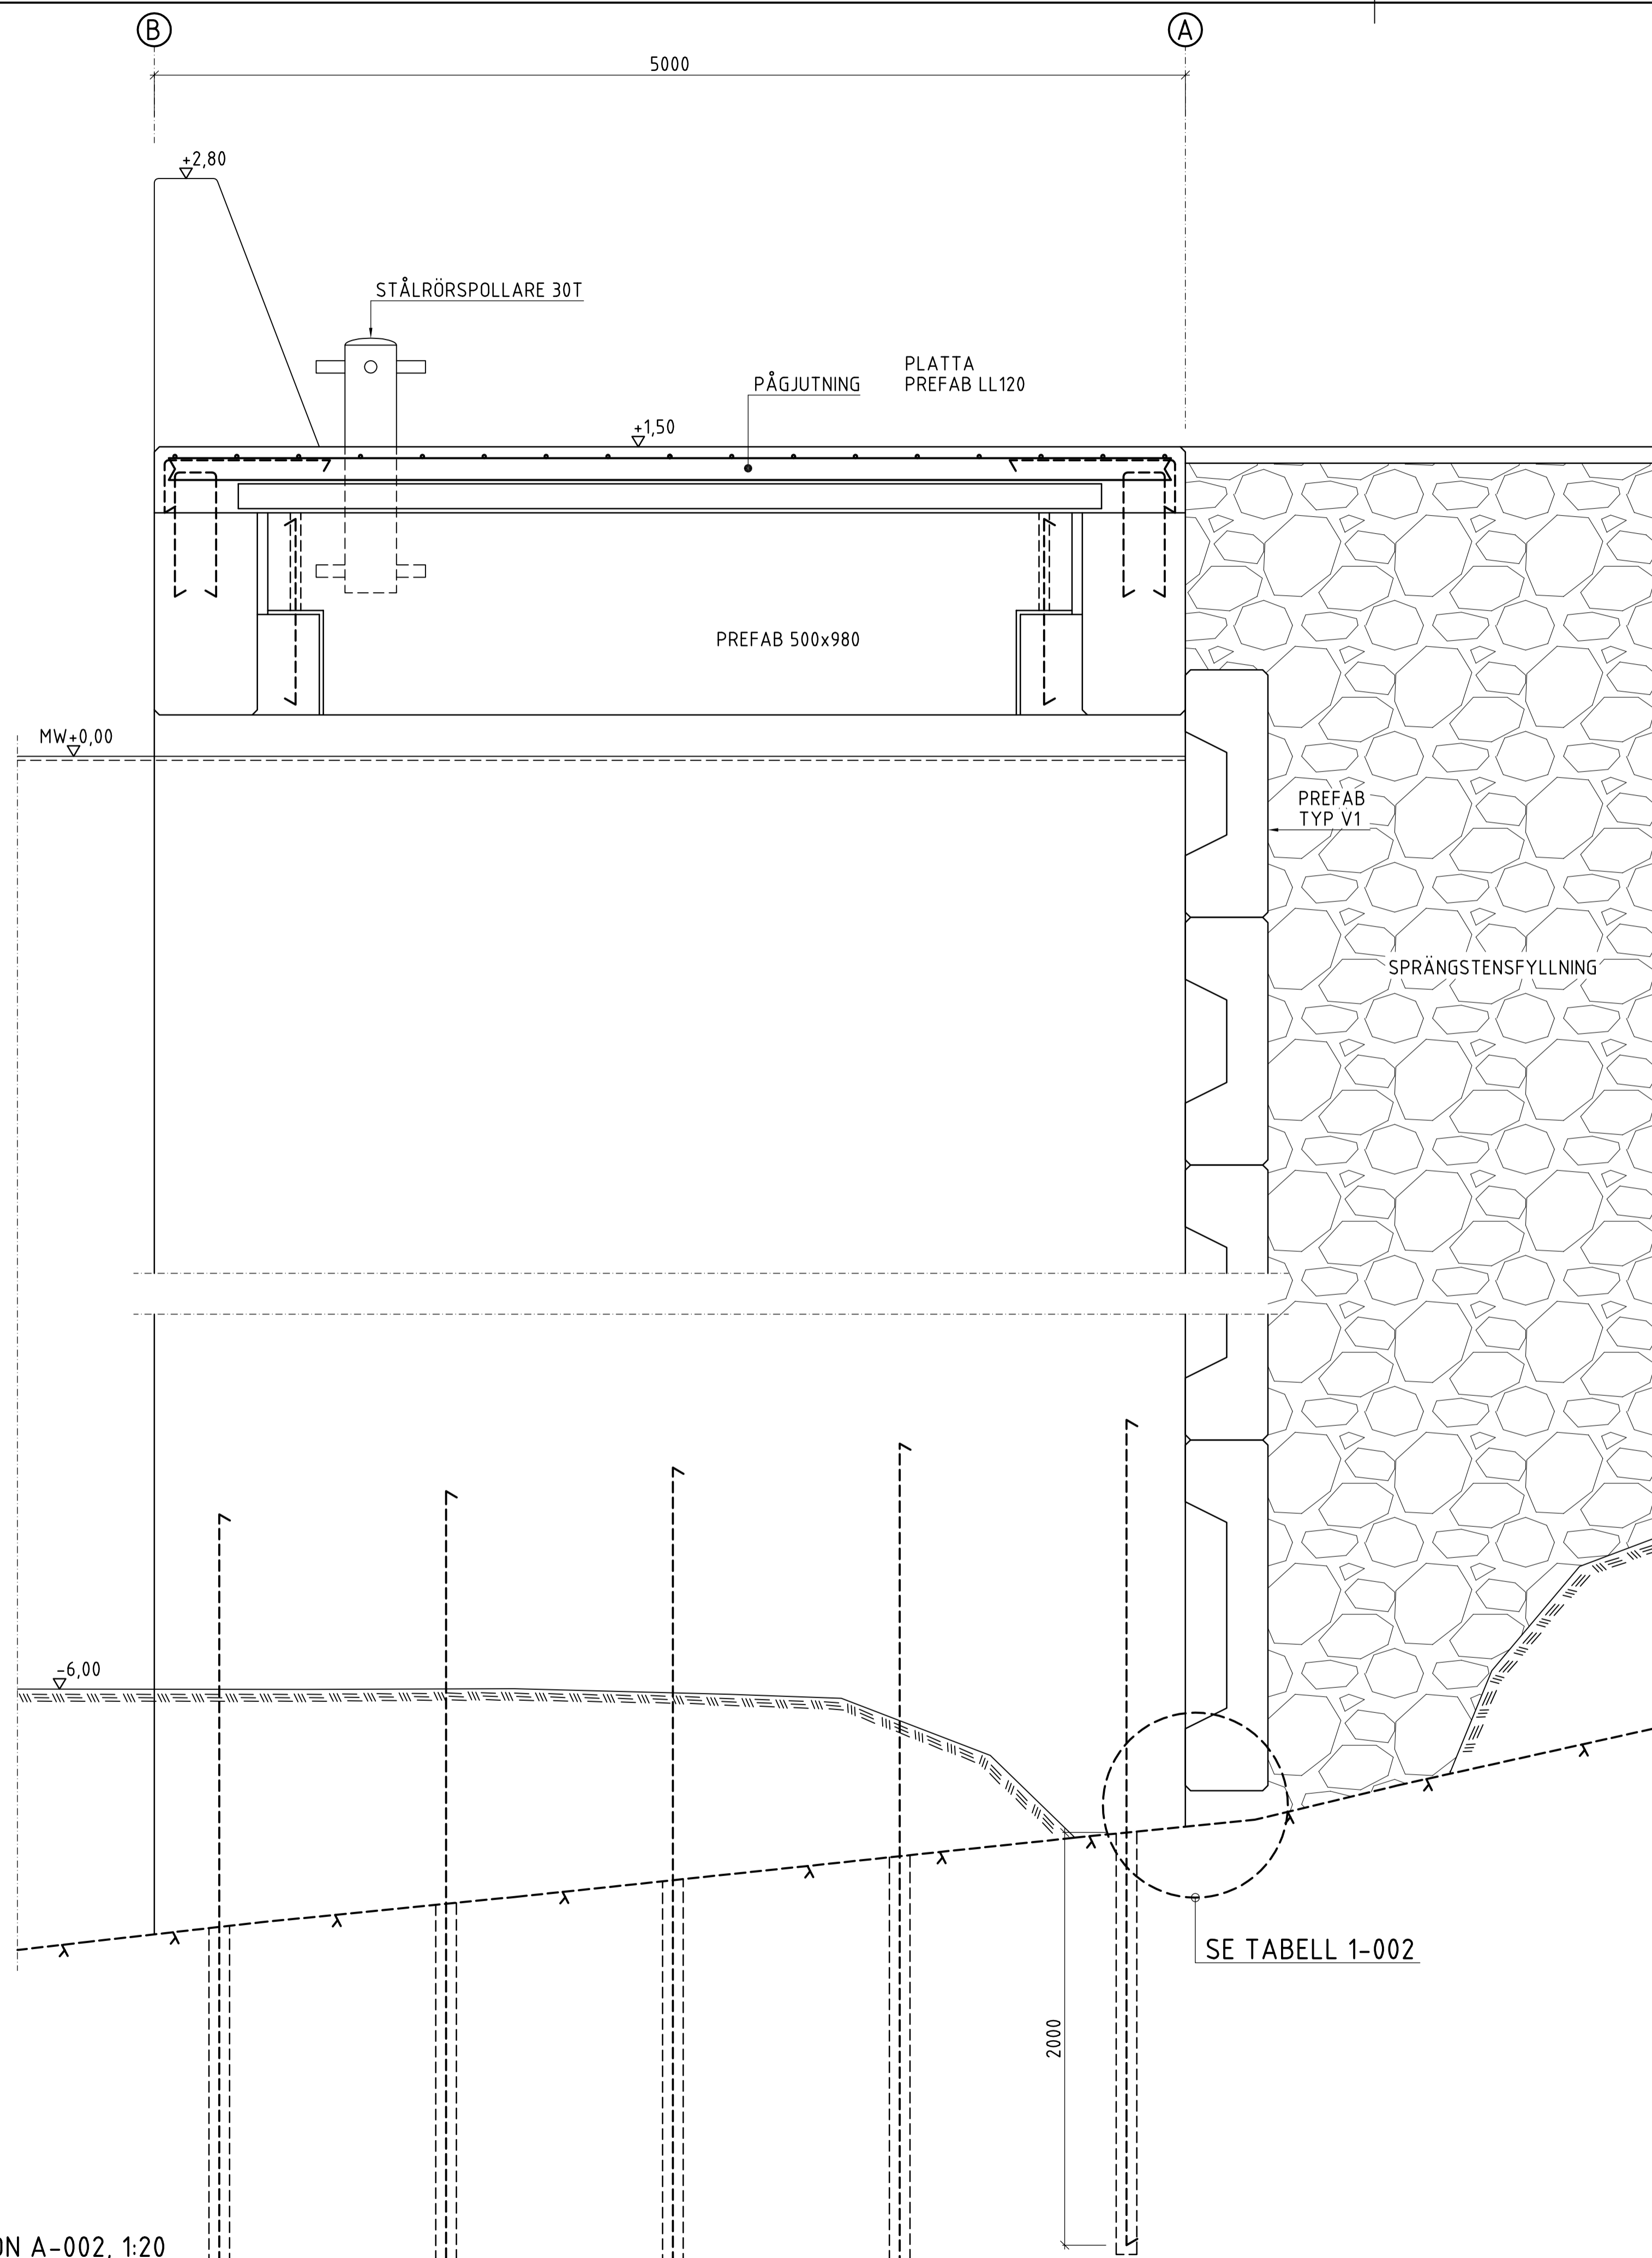 B
A
5000
+2,80
STÅLRÖRSPOLLARE 30T
PLATTA
PREFAB LL120
PÅGJUTNING
+1,50
PREFAB 500x980
MW+0,00
PREFAB
TYP V1
SPRÄNGSTENSFYLLNING
-6,00
SE TABELL 1-002
2000
ON A-002, 1:20